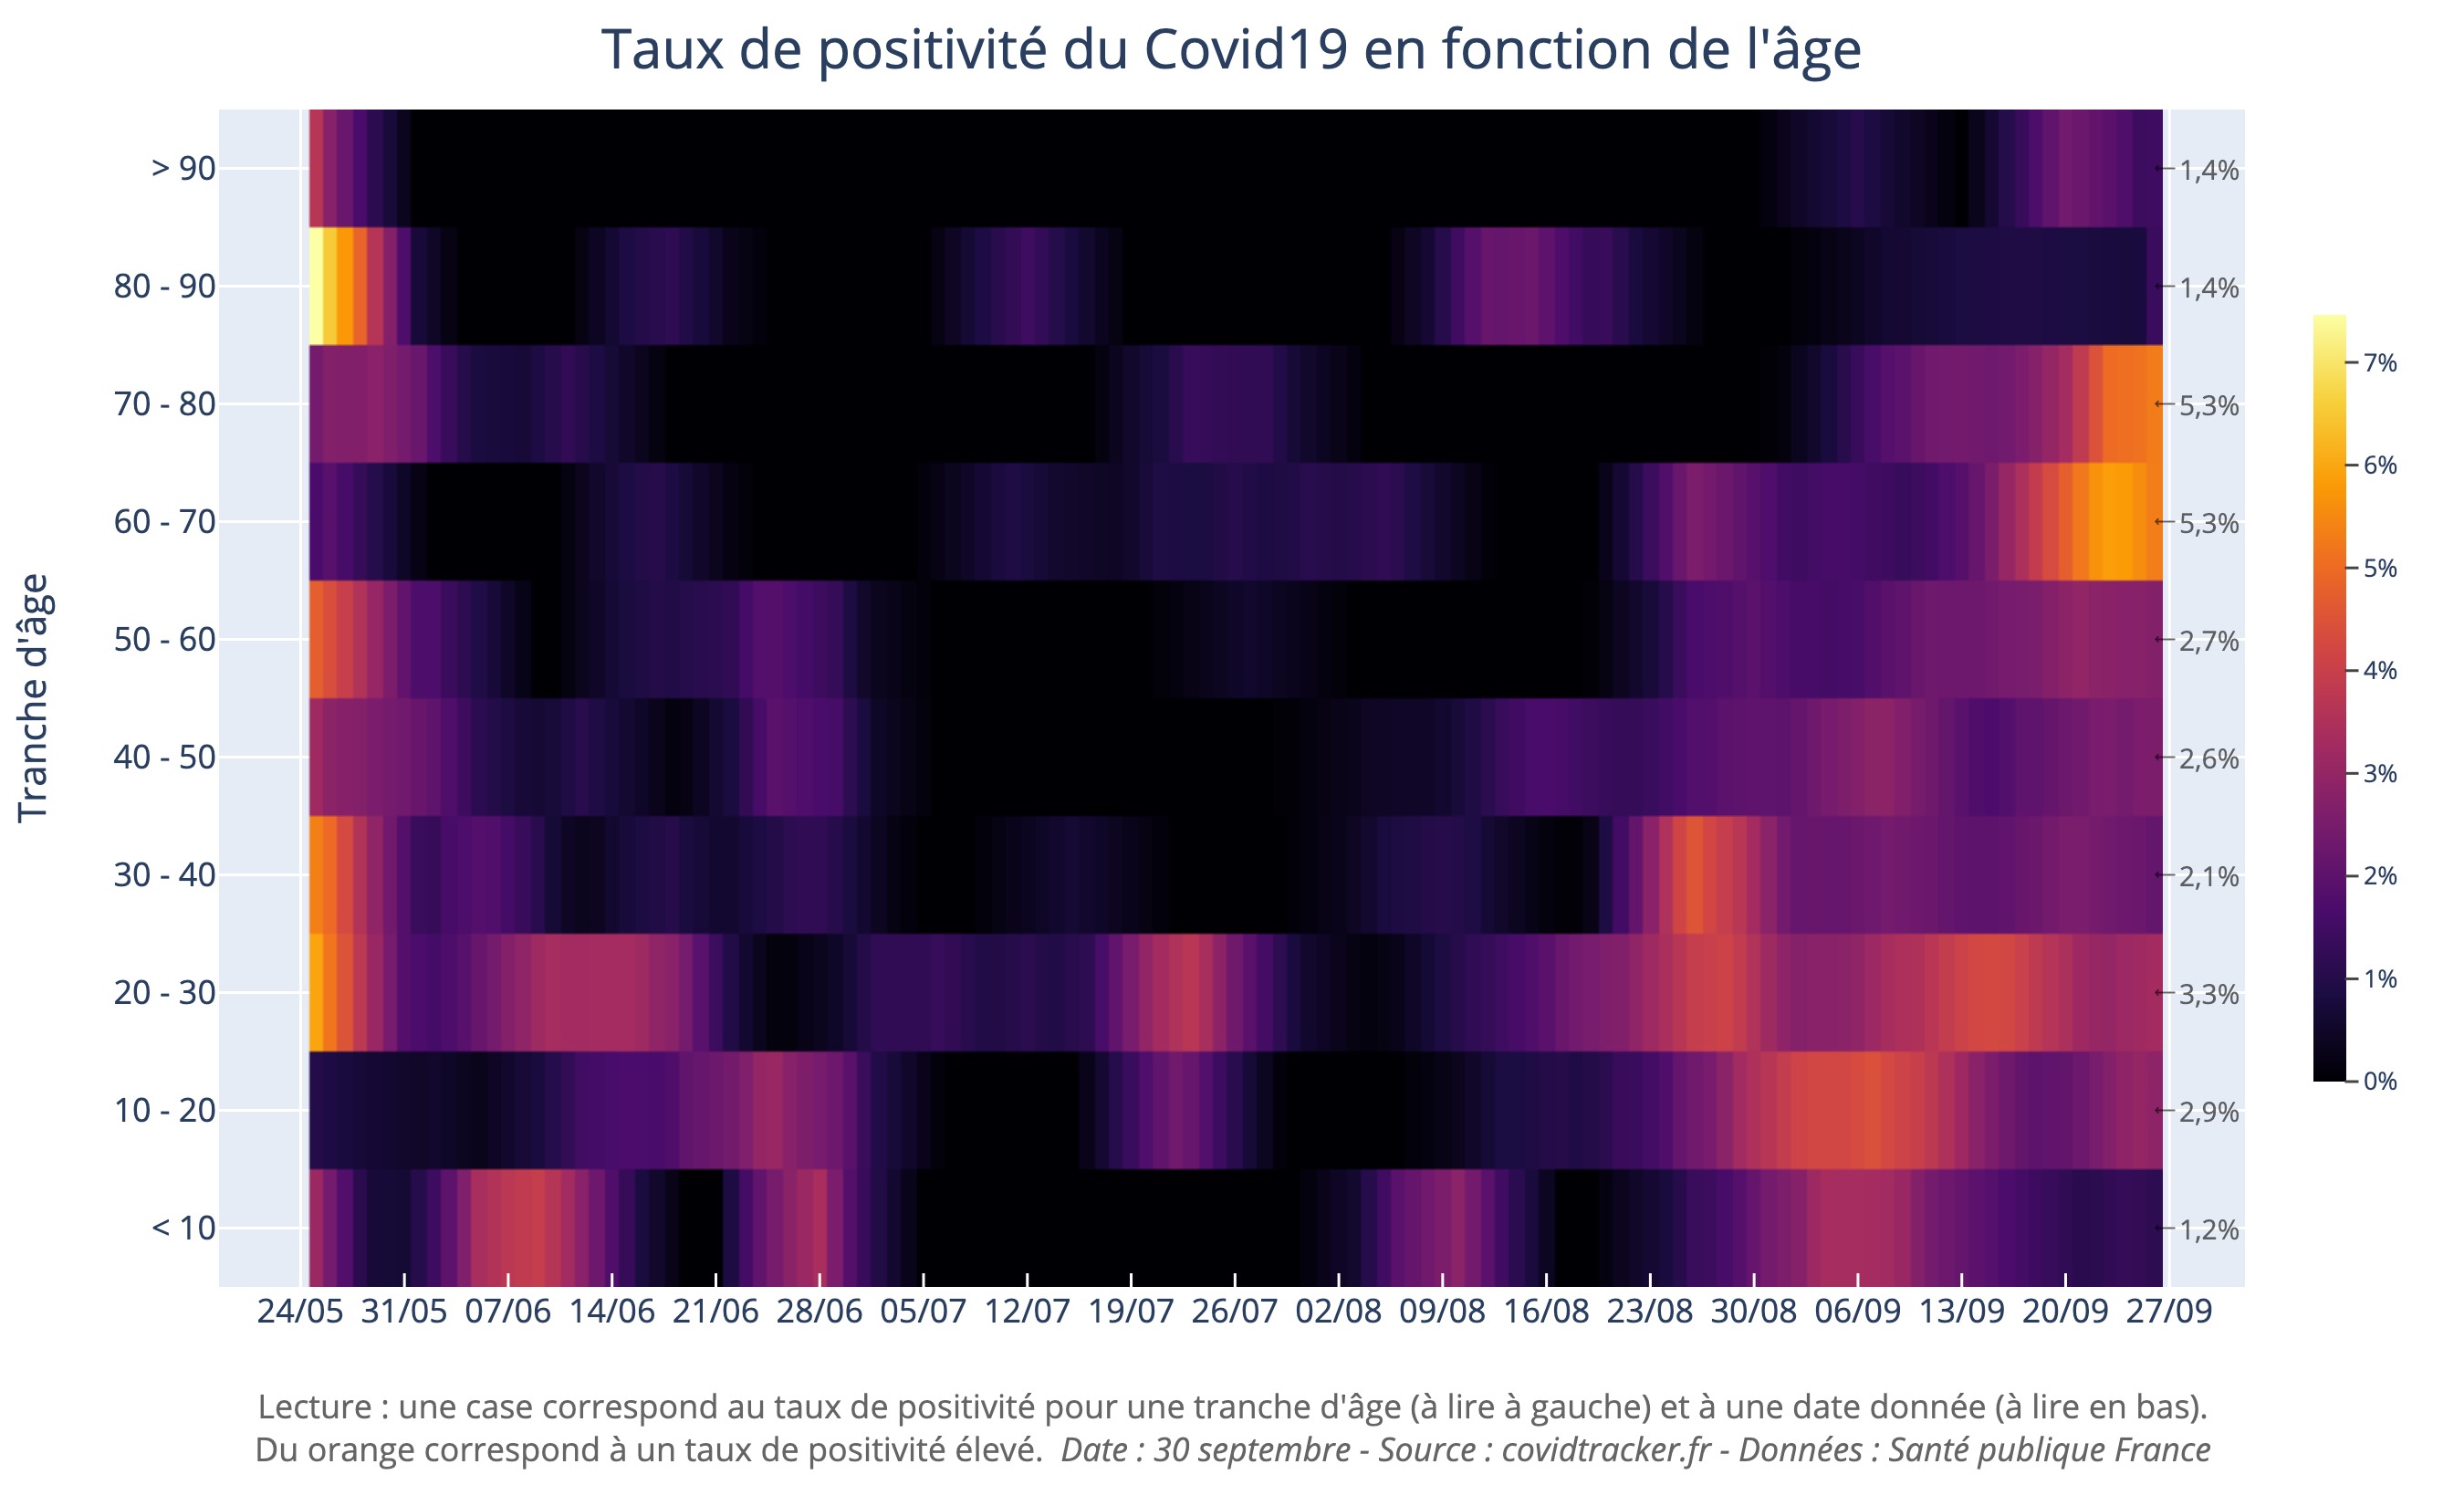 Taux de positivité du Covid19 en fonction de l'âge
Tranche d'âge
> 90
80 - 90
70 - 80
60 - 70
50 - 60
40 - 50
30 - 40
20 - 30
10 - 20
< 10
1,4%
1,4%
5,3%
5,3%
2,7%
2,6%
2,1%
3,3%
2,9%
1,2%
7%
6%
5%
4%
3%
2%
1%
0%
24/05 31/05 07/06 14/06 21/06 28/06 05/07 12/07 19/07 26/07 02/08 09/08 16/08 23/08 30/08 06/09 13/09 20/09 27/09
Lecture : une case correspond au taux de positivité pour une tranche d'âge (à lire à gauche) et à une date donnée (à lire en bas).
Du orange correspond à un taux de positivité élevé. Date : 30 septembre - Source : covidtracker.fr - Données : Santé publique France